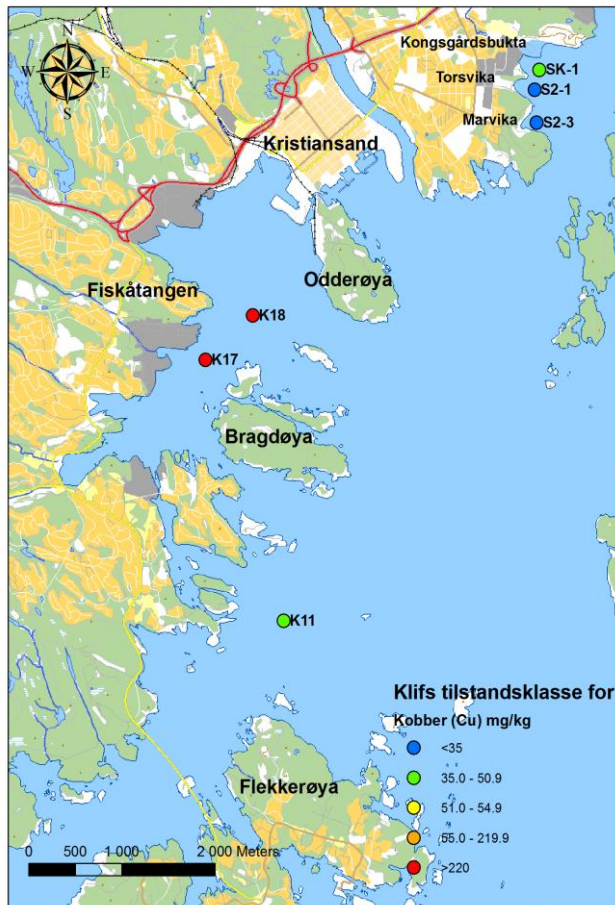 N
W E
S
Kongsgårdsbukta
SK-1
Torsvika
S2-1
Marvika
S2-3
Kristiansand
Odderøya
Fiskåtangen
K18
K17
Bragdøya
K11
Klifs tilstandsklasse for
Kobber (Cu) mg/kg
<35
35.0 - 50.9
51.0 - 54.9
55.0 - 219.9
>220
Flekkerøya
0 500 1 000 2 000 Meters